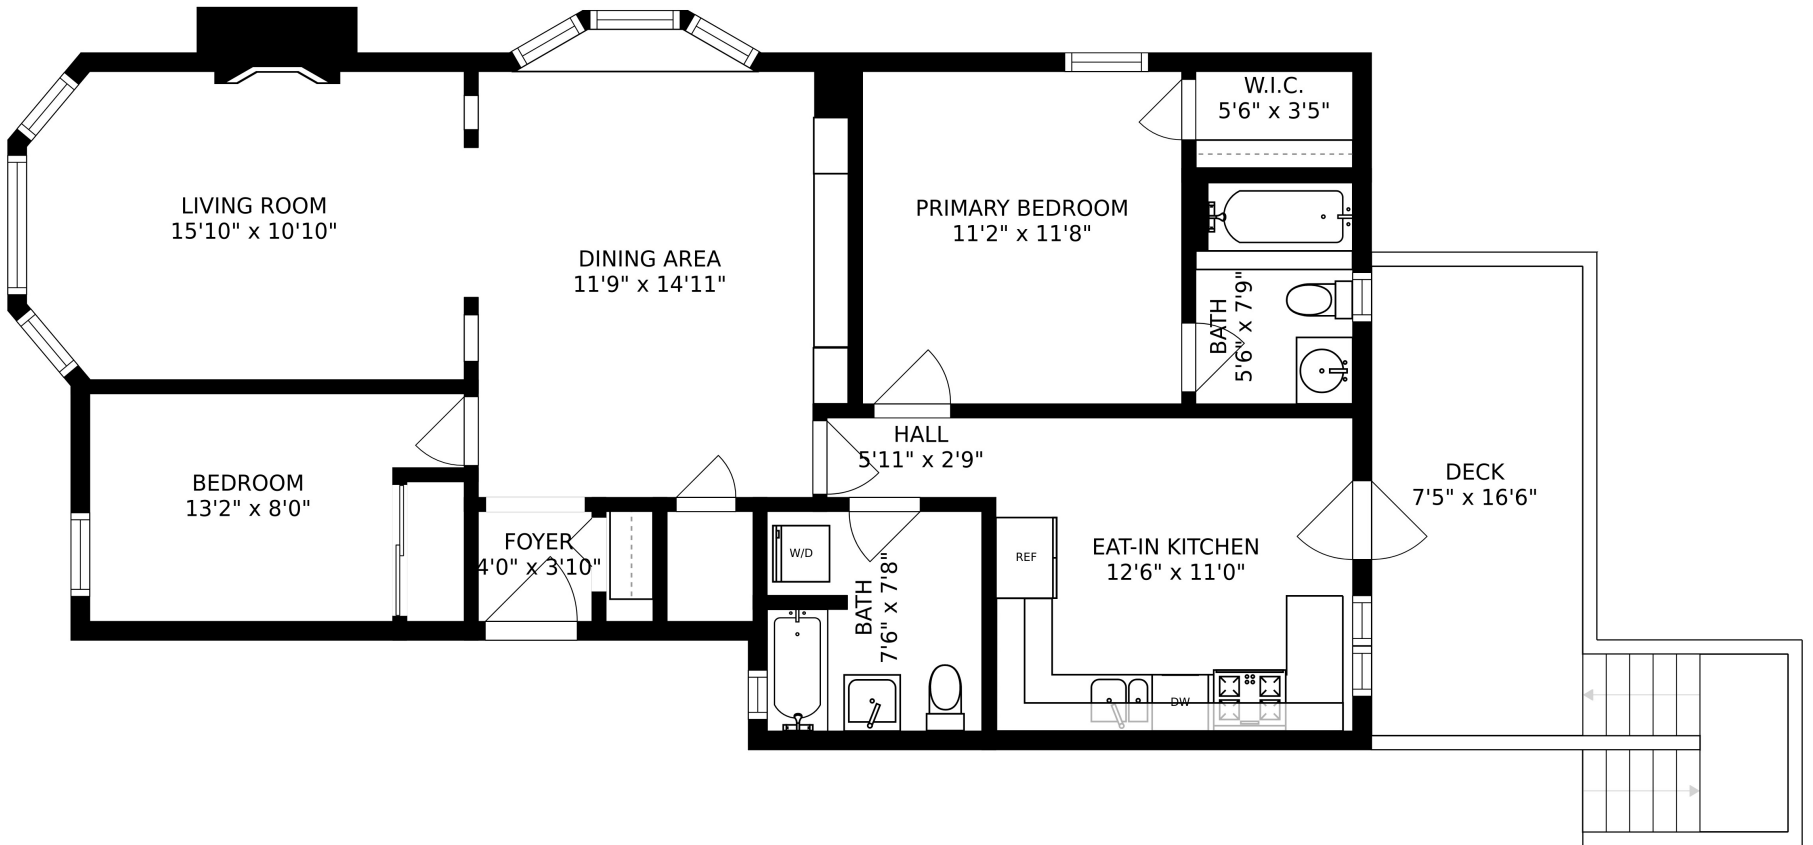 W.I.C.
5'6" x 3'5"
LIVING ROOM
15'10" x 10'10"
PRIMARY BEDROOM
11'2" x 11'8"
DINING AREA
11'9" x 14'11"
BATH
5'6" x 7'9"
HALL
5'11" x 2'9"
BEDROOM
13'2" x 8'0"
DECK
7'5" x 16'6"
FOYER
4'0" x 3'10"
W/D
REF
EAT-IN KITCHEN
12'6" x 11'0"
BATH
7'6" x 7'8"
DW